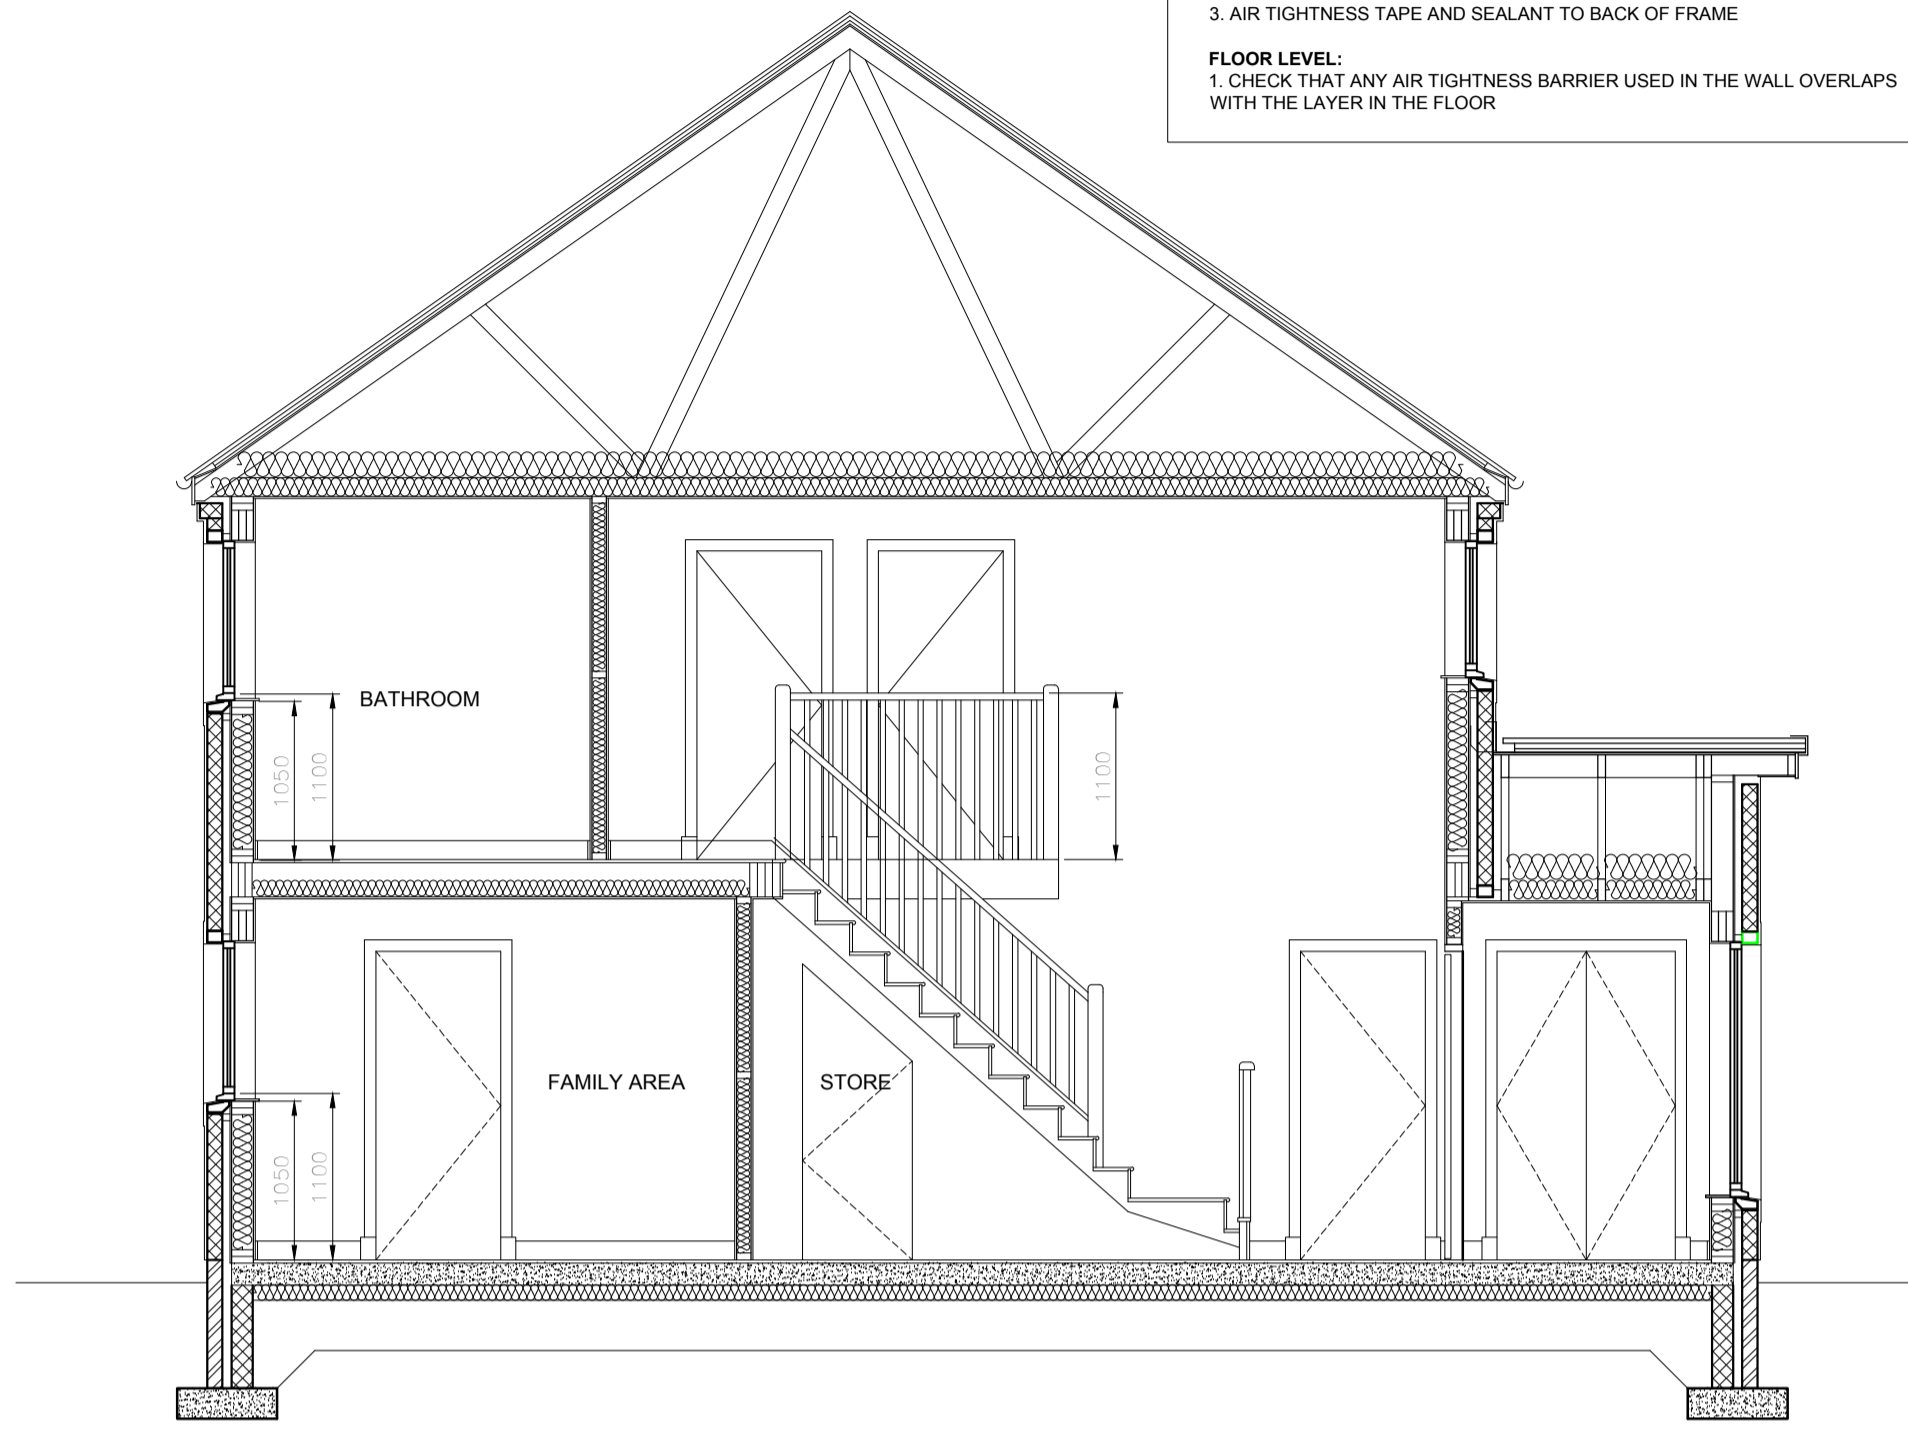 3. AIR TIGHTNESS TAPE AND SEALANT TO BACK OF FRAME
FLOOR LEVEL:
1. CHECK THAT ANY AIR TIGHTNESS BARRIER USED IN THE WALL OVERLAPS
WITH THE LAYER IN THE FLOOR
BATHROOM
1050
1100
1100
FAMILY AREA
STORE
1050
1100